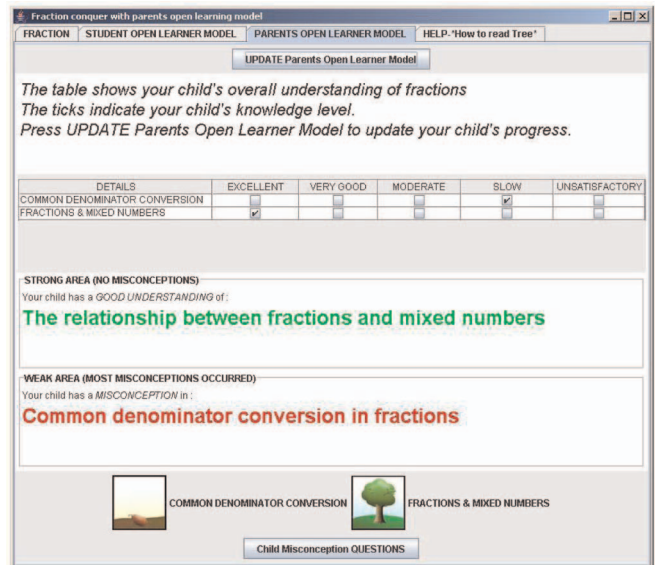 Fraction conquer with parents open learning model
FRACTION STUDENT OPEN LEARNER MODEL PARENTS OPEN LEARNER MODEL HELP-*How to read Tree*
UPDATE Parents Open Learner Model
The table shows your child's overall understanding of fractions
The ticks indicate your child's knowledge level.
Press UPDATE Parents Open Learner Model to update your child's progress.
DETAILS EXCELLENT VERY GOOD MODERATE SLOW UNSATISFACTORY
COMMON DENOMINATOR CONVERSION
FRACTIONS & MIXED NUMBERS
STRONG AREA (NO MISCONCEPTIONS)
Your child has a GOOD UNDERSTANDING of :
The relationship between fractions and mixed numbers
WEAK AREA (MOST MISCONCEPTIONS OCCURRED)
Your child has a MISCONCEPTION in :
Common denominator conversion in fractions
COMMON DENOMINATOR CONVERSION FRACTIONS & MIXED NUMBERS
Child Misconception QUESTIONS